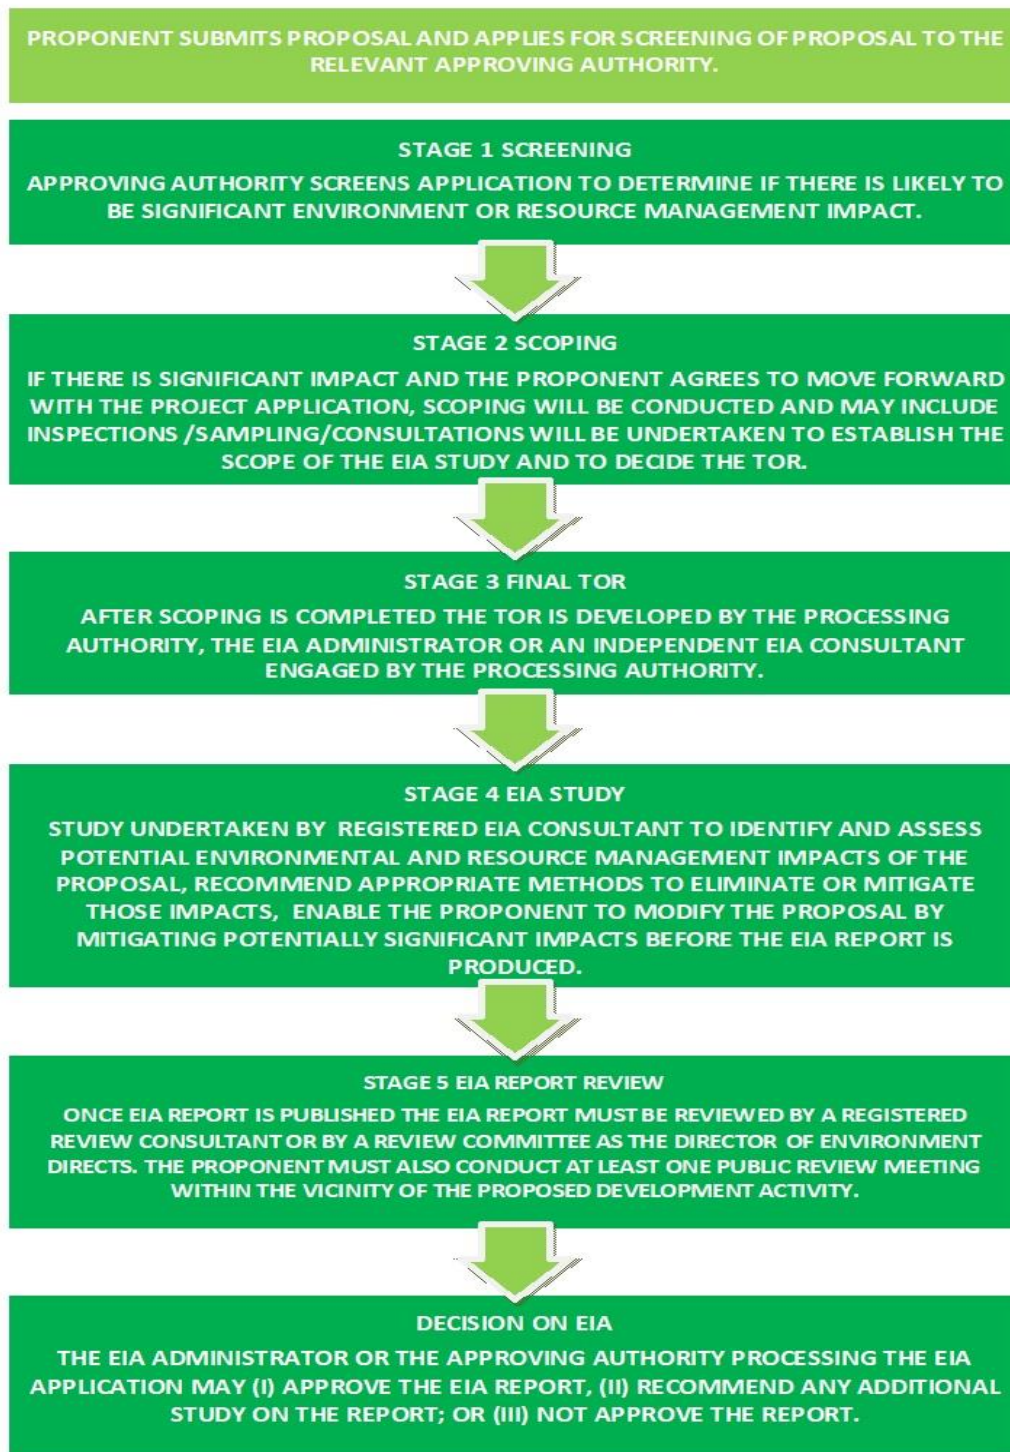 PROPONENT SUBMITS PROPOSAL AND APPLIES FOR SCREENING OF PROPOSAL TO THE
RELEVANT APPROVING AUTHORITY.
STAGE 1 SCREENING
APPROVING AUTHORITY SCREENS APPLICATION TO DETERMINE IF THERE IS LIKELY TO
BE SIGNIFICANT ENVIRONMENT OR RESOURCE MANAGEMENT IMPACT.
STAGE 2 SCOPING
IF THERE IS SIGNIFICANT IMPACT AND THE PROPONENT AGREES TO MOVE FORWARD
WITH THE PROJECT APPLICATION, SCOPING WILL BE CONDUCTED AND MAY INCLUDE
INSPECTIONS /SAMPLING/CONSULTATIONS WILL BE UNDERTAKEN TO ESTABLISH THE
SCOPE OF THE EIA STUDY AND TO DECIDE THE TOR.
STAGE 3 FINAL TOR
AFTER SCOPING IS COMPLETED THE TOR IS DEVELOPED BY THE PROCESSING
AUTHORITY, THE EIA ADMINISTRATOR OR AN INDEPENDENT EIA CONSULTANT
ENGAGED BY THE PROCESSING AUTHORITY.
STAGE 4 EIA STUDY
STUDY UNDERTAKEN BY REGISTERED EIA CONSULTANT TO IDENTIFY AND ASSESS
POTENTIAL ENVIRONMENTAL AND RESOURCE MANAGEMENT IMPACTS OF THE
PROPOSAL, RECOMMEND APPROPRIATE METHODS TO ELIMINATE OR MITIGATE
THOSE IMPACTS, ENABLE THE PROPONENT TO MODIFY THE PROPOSAL BY
MITIGATING POTENTIALLY SIGNIFICANT IMPACTS BEFORE THE EIA REPORT IS
PRODUCED.
STAGE 5 EIA REPORT REVIEW
ONCE EIA REPORT IS PUBLISHED THE EIA REPORT MUST BE REVIEWED BY A REGISTERED
REVIEW CONSULTANT OR BY A REVIEW COMMITTEE AS THE DIRECTOR OF ENVIRONMENT
DIRECTS. THE PROPONENT MUST ALSO CONDUCT AT LEAST ONE PUBLIC REVIEW MEETING
WITHIN THE VICINITY OF THE PROPOSED DEVELOPMENT ACTIVITY.
DECISION ON EIA
THE EIA ADMINISTRATOR OR THE APPROVING AUTHORITY PROCESSING THE EIA
APPLICATION MAY (I) APPROVE THE EIA REPORT, (II) RECOMMEND ANY ADDITIONAL
STUDY ON THE REPORT; OR (III) NOT APPROVE THE REPORT.